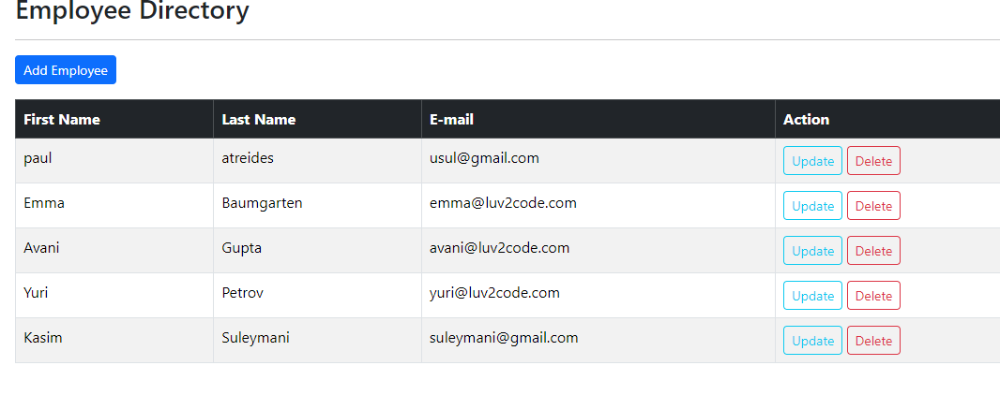 Employee Directory
Add Employee
First Name Last Name E-mail Action
paul atreides usul@gmail.com Update Delete
Emma Baumgarten emma@luv2code.com Update Delete
Avani Gupta avani@luv2code.com Update Delete
Yuri Petrov yuri@luv2code.com Update Delete
Kasim Suleymani suleymani@gmail.com Update Delete